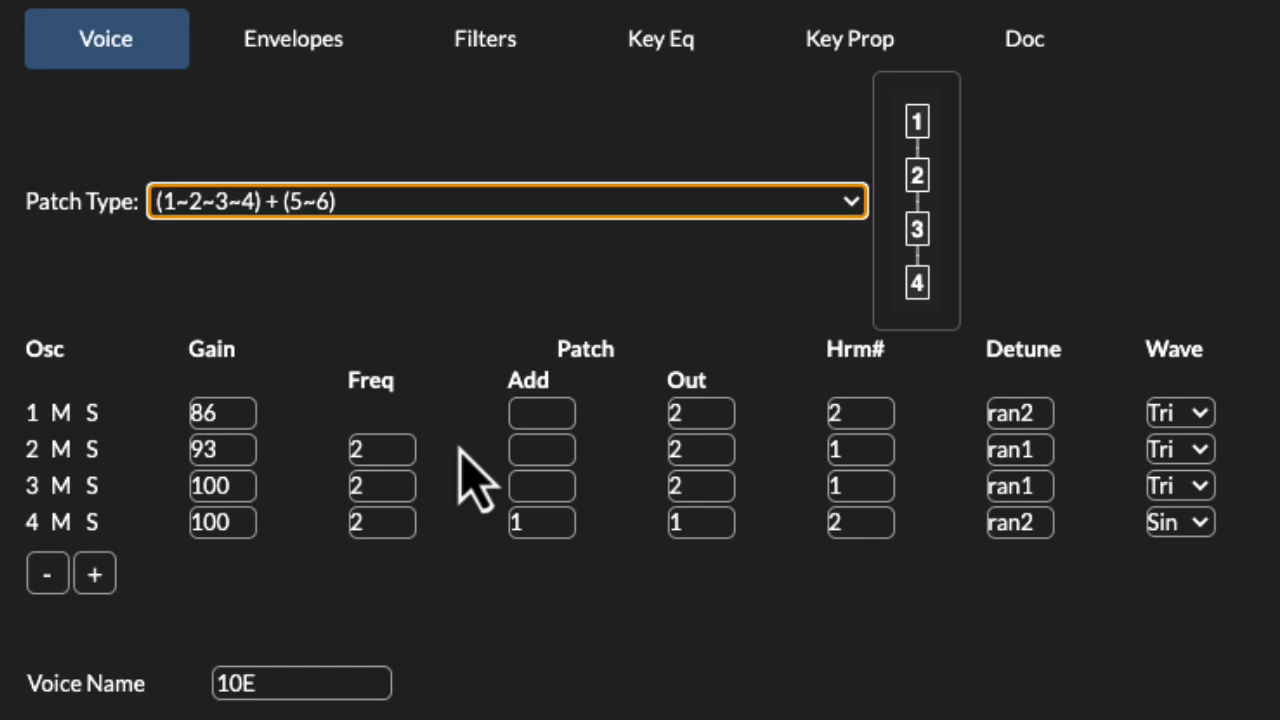 Voice Envelopes Filters Key Eq Key Prop Doc
1
2
3
4
Patch Type: (1~2~3~4) + (5~6)
Osc Gain Patch Hrm# Detune Wave
Freq Add Out
1 M S 86 2 2 ran2 Tri
2 M S 93 2 2 1 ran1 Tri
3 M S 100 2 2 1 ran1 Tri
4 M S 100 2 1 1 2 ran2 Sin
- +
Voice Name 10E